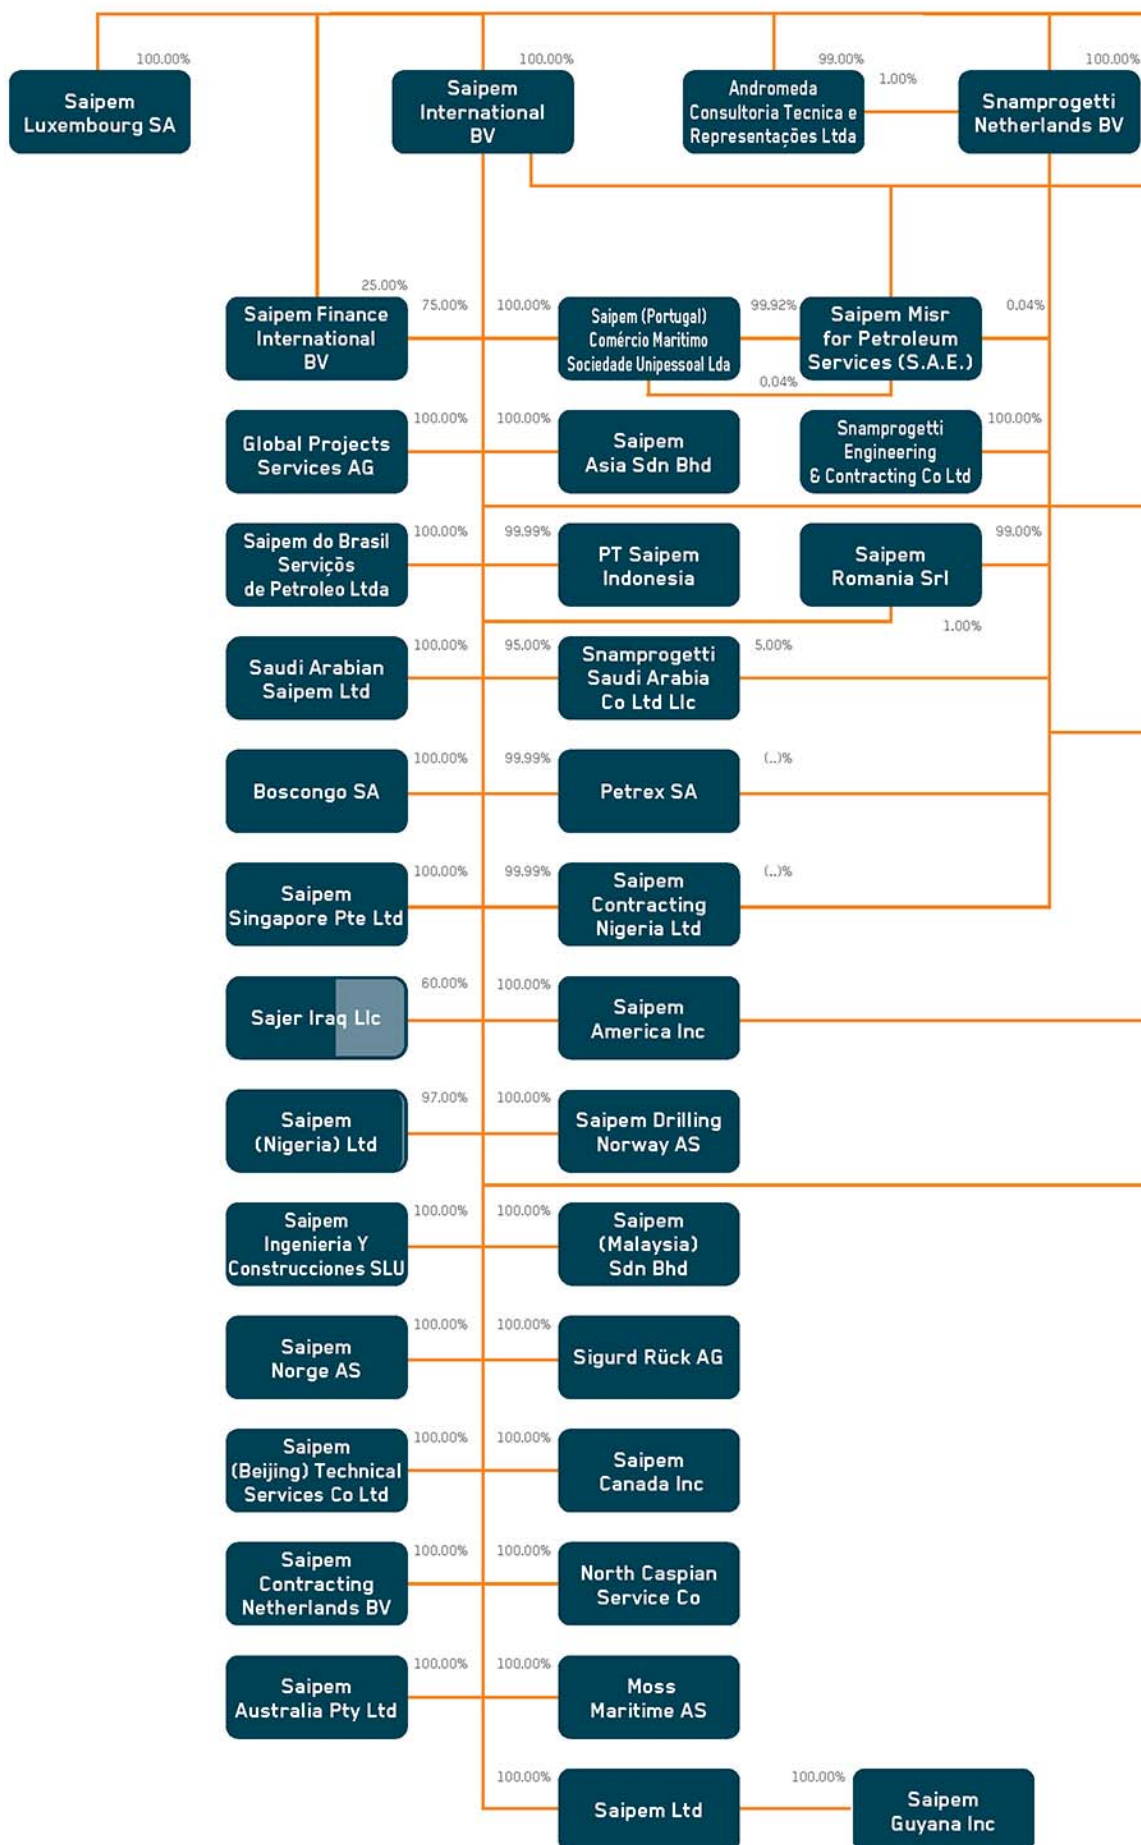 100.00%
Saipem
Luxembourg SA
100.00%
Saipem
International
BV
99.00%
Andromeda
Consultoria Tecnica e
Representações Ltda
1.00%
100.00%
Snamprogetti
Netherlands BV
25.00%
Saipem Finance
International
BV
75.00%
100.00%
Saipem (Portugal)
Comércio Maritimo
Sociedade Unipessoal Lda
99.92%
0.04%
Saipem Misr
for Petroleum
Services (S.A.E.)
0.04%
Global Projects
Services AG
100.00%
100.00%
Saipem
Asia Sdn Bhd
Snamprogetti
Engineering
& Contracting Co Ltd
100.00%
Saipem do Brasil
Serviçõs
de Petroleo Ltda
100.00%
99.99%
PT Saipem
Indonesia
Saipem
Romania Srl
99.00%
1.00%
Saudi Arabian
Saipem Ltd
100.00%
95.00%
Snamprogetti
Saudi Arabia
Co Ltd Llc
5.00%
Boscongo SA
100.00%
99.99%
Petrex SA
(..)%
Saipem
Singapore Pte Ltd
100.00%
99.99%
Saipem
Contracting
Nigeria Ltd
(..)%
Sajer Iraq Llc
60.00%
100.00%
Saipem
America Inc
Saipem
(Nigeria) Ltd
97.00%
100.00%
Saipem Drilling
Norway AS
Saipem
Ingenieria Y
Construcciones SLU
100.00%
100.00%
Saipem
(Malaysia)
Sdn Bhd
Saipem
Norge AS
100.00%
100.00%
Sigurd Rück AG
Saipem
(Beijing) Technical
Services Co Ltd
100.00%
100.00%
Saipem
Canada Inc
Saipem
Contracting
Netherlands BV
100.00%
100.00%
North Caspian
Service Co
Saipem
Australia Pty Ltd
100.00%
100.00%
Moss
Maritime AS
100.00%
Saipem Ltd
100.00%
Saipem
Guyana Inc